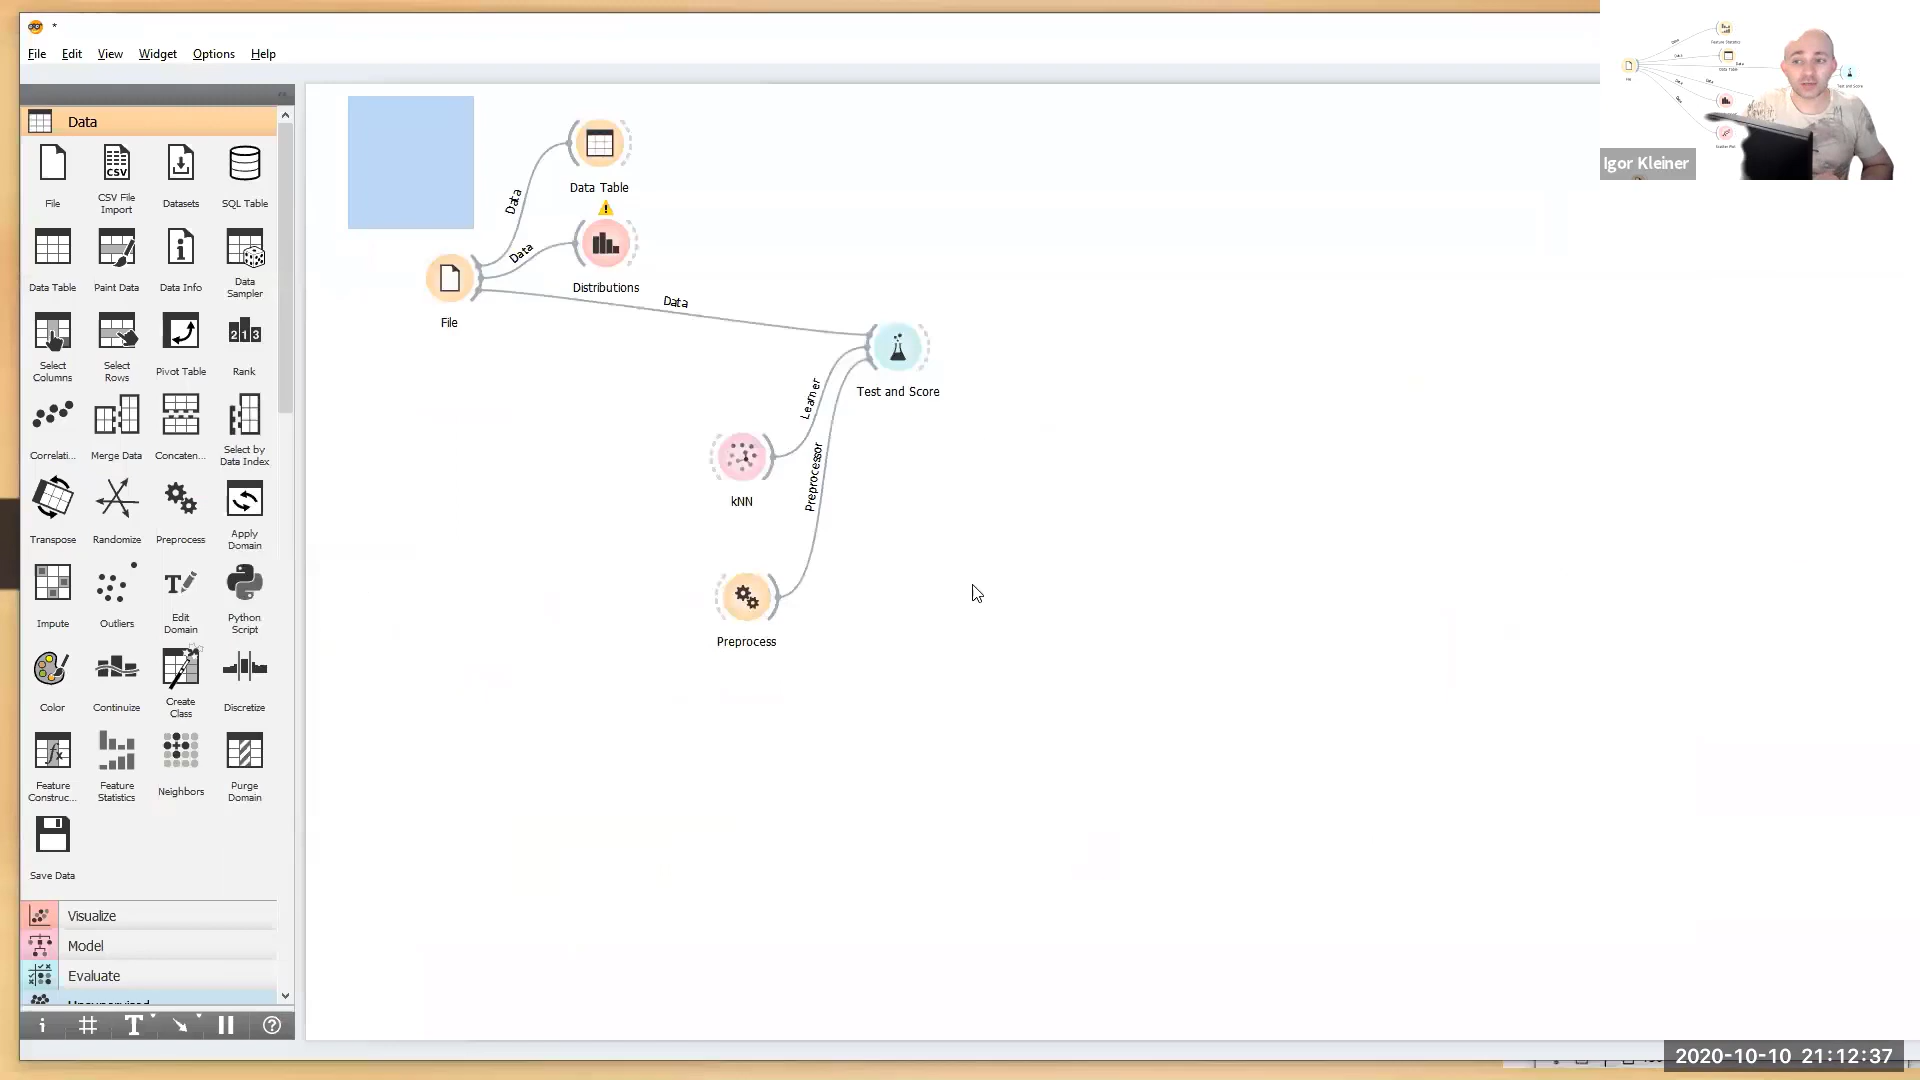 *
File Edit View Widget Options Help
Data
File
CSV File
Import
Datasets
SQL Table
Data Table
Paint Data
Data Info
Data
Sampler
Select
Columns
Select
Rows
Pivot Table
Rank
Correlati...
Merge Data
Concaten...
Select by
Data Index
Transpose
Randomize
Preprocess
Apply
Domain
Impute
Outliers
Edit
Domain
Python
Script
Color
Continuize
Create
Class
Discretize
Feature
Construc...
Feature
Statistics
Neighbors
Purge
Domain
Save Data
Visualize
Model
Evaluate
Data Table
Data
Data
Distributions
Data
File
Test and Score
Learner
kNN
Preprocessor
Preprocess
Igor Kleiner
2020-10-10 21:12:37